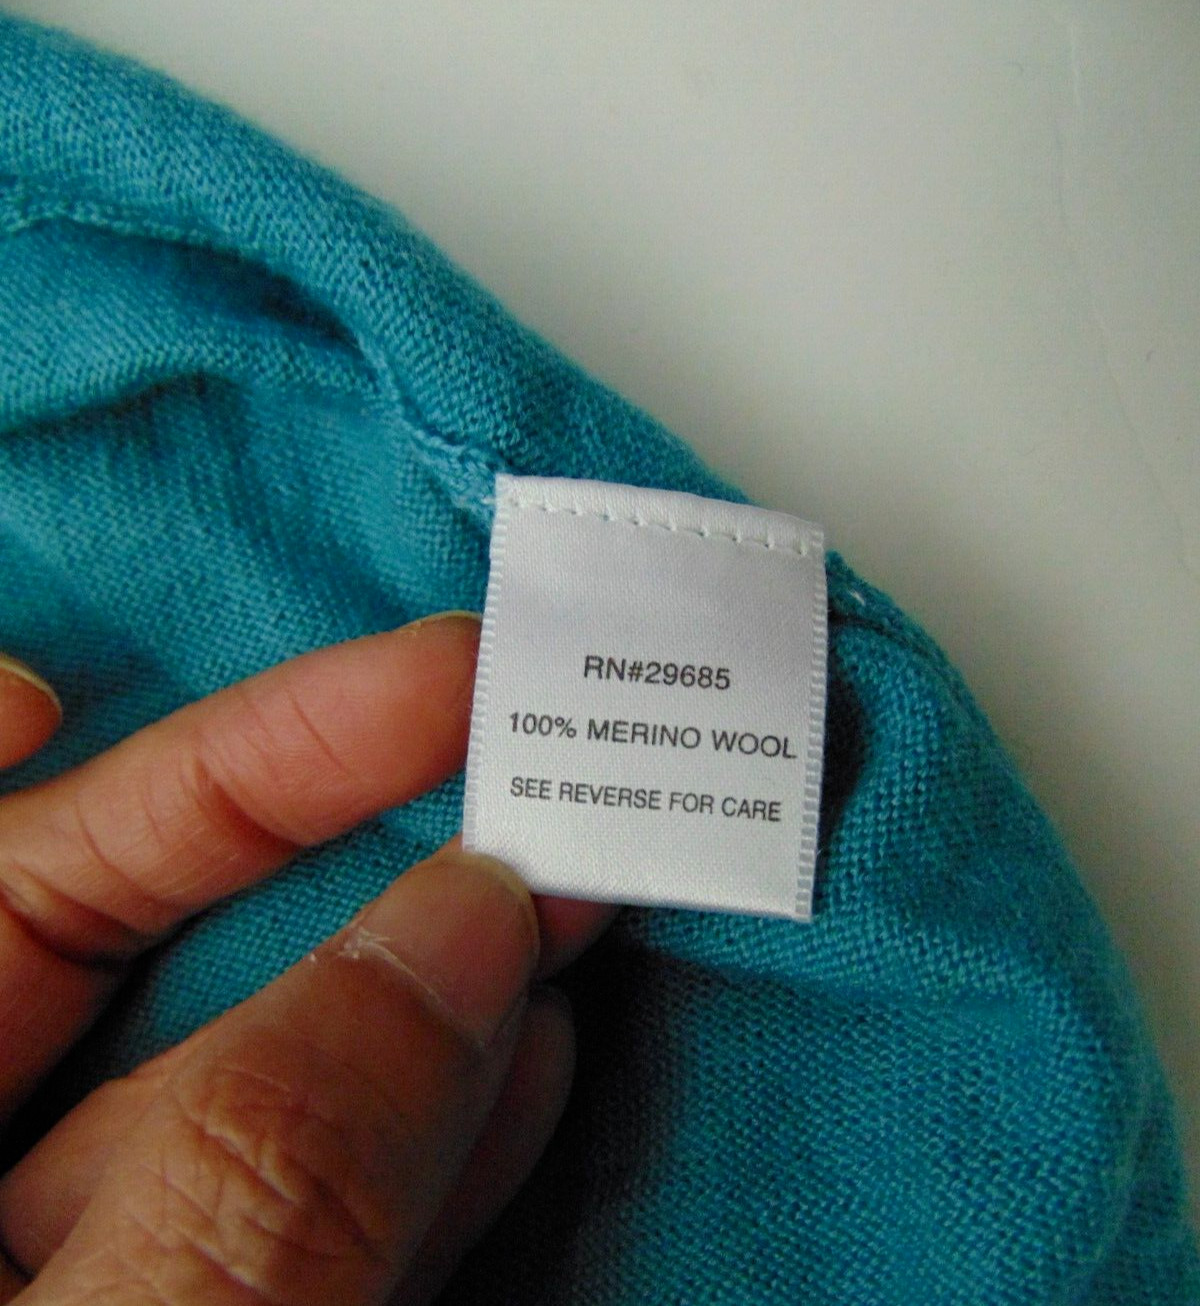 RN#29685
100% MERINO WOOL
SEE REVERSE FOR CARE